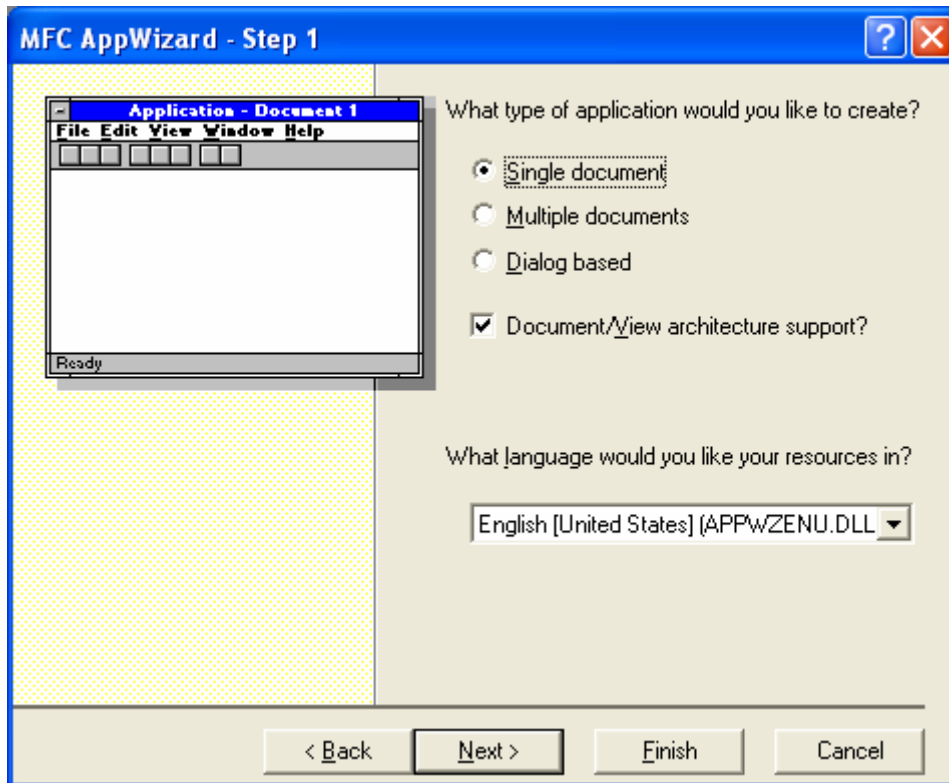 MFC AppWizard - Step 1
Application - Document 1
File Edit View Window Help
Ready
What type of application would you like to create?
Single document
Multiple documents
Dialog based
Document/View architecture support?
What language would you like your resources in?
English [United States] (APPWZENU.DLL
< Back Next > Finish Cancel